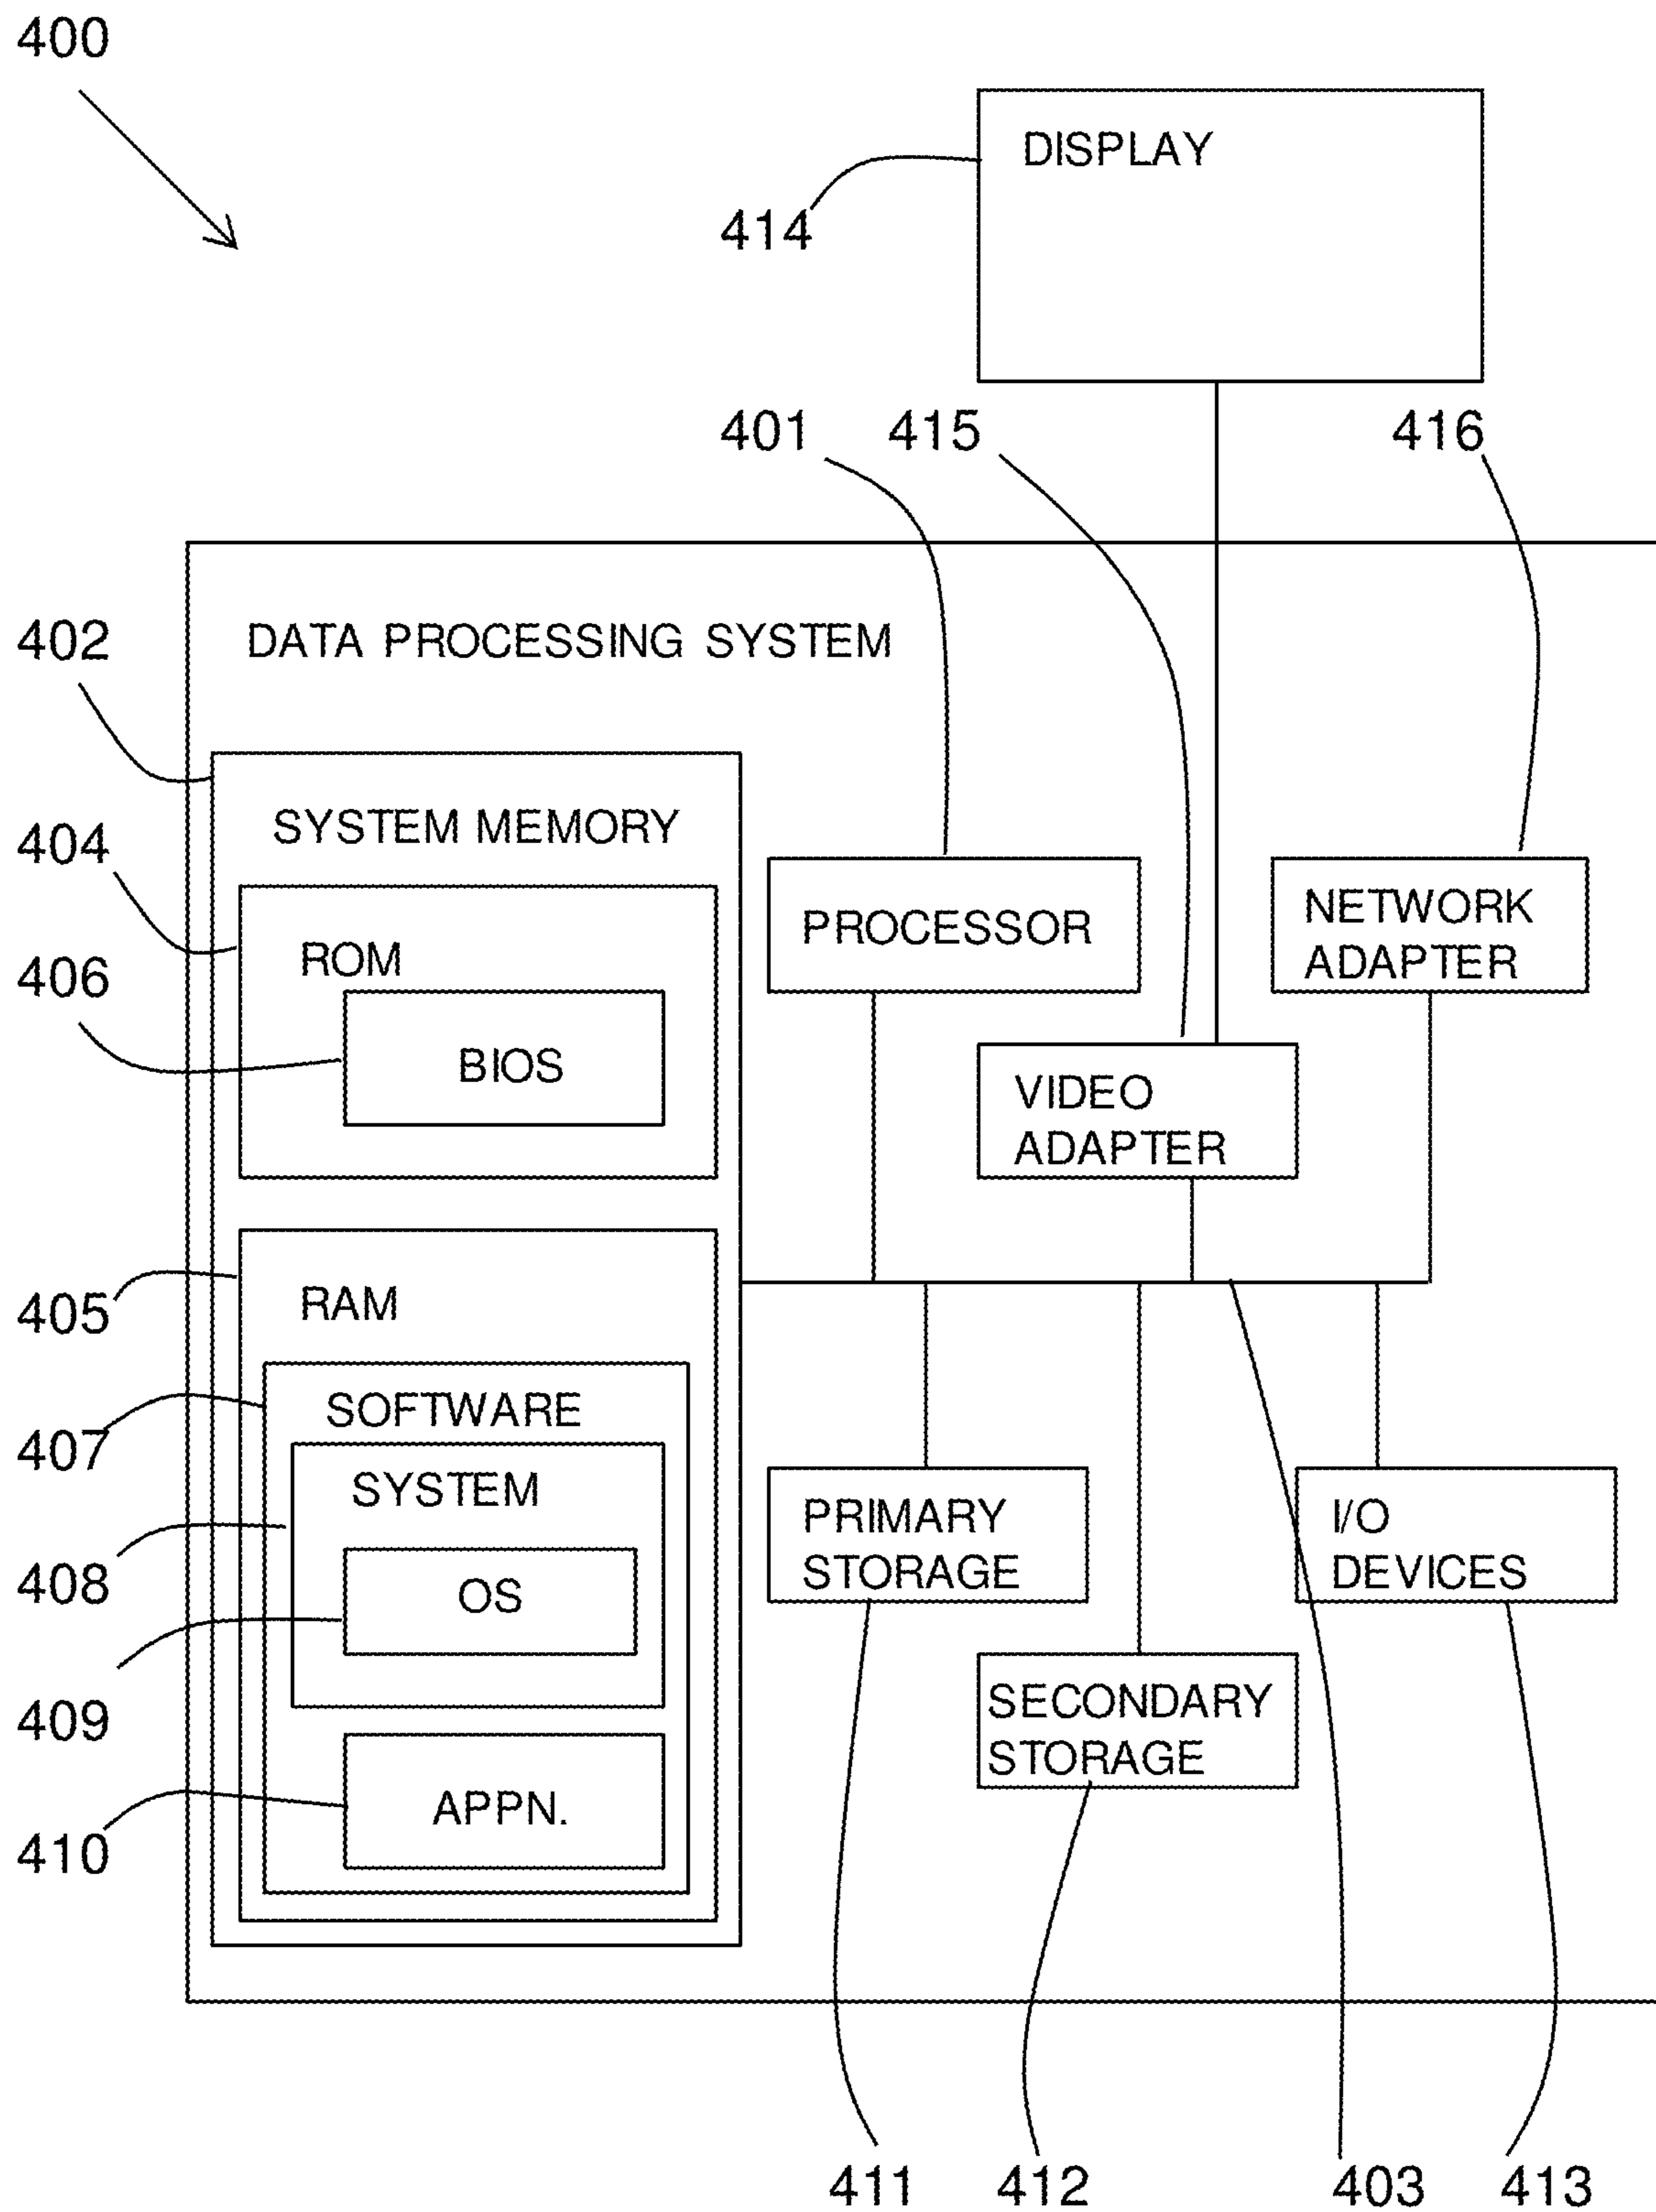 400
DISPLAY
414
401
415
416
402
DATA PROCESSING SYSTEM
SYSTEM MEMORY
404
PROCESSOR
NETWORK
ADAPTER
ROM
406
BIOS
VIDEO
ADAPTER
405
RAM
SOFTWARE
407
SYSTEM
PRIMARY
STORAGE
I/O
DEVICES
408
OS
409
SECONDARY
STORAGE
APPN.
410
411
412
403
413